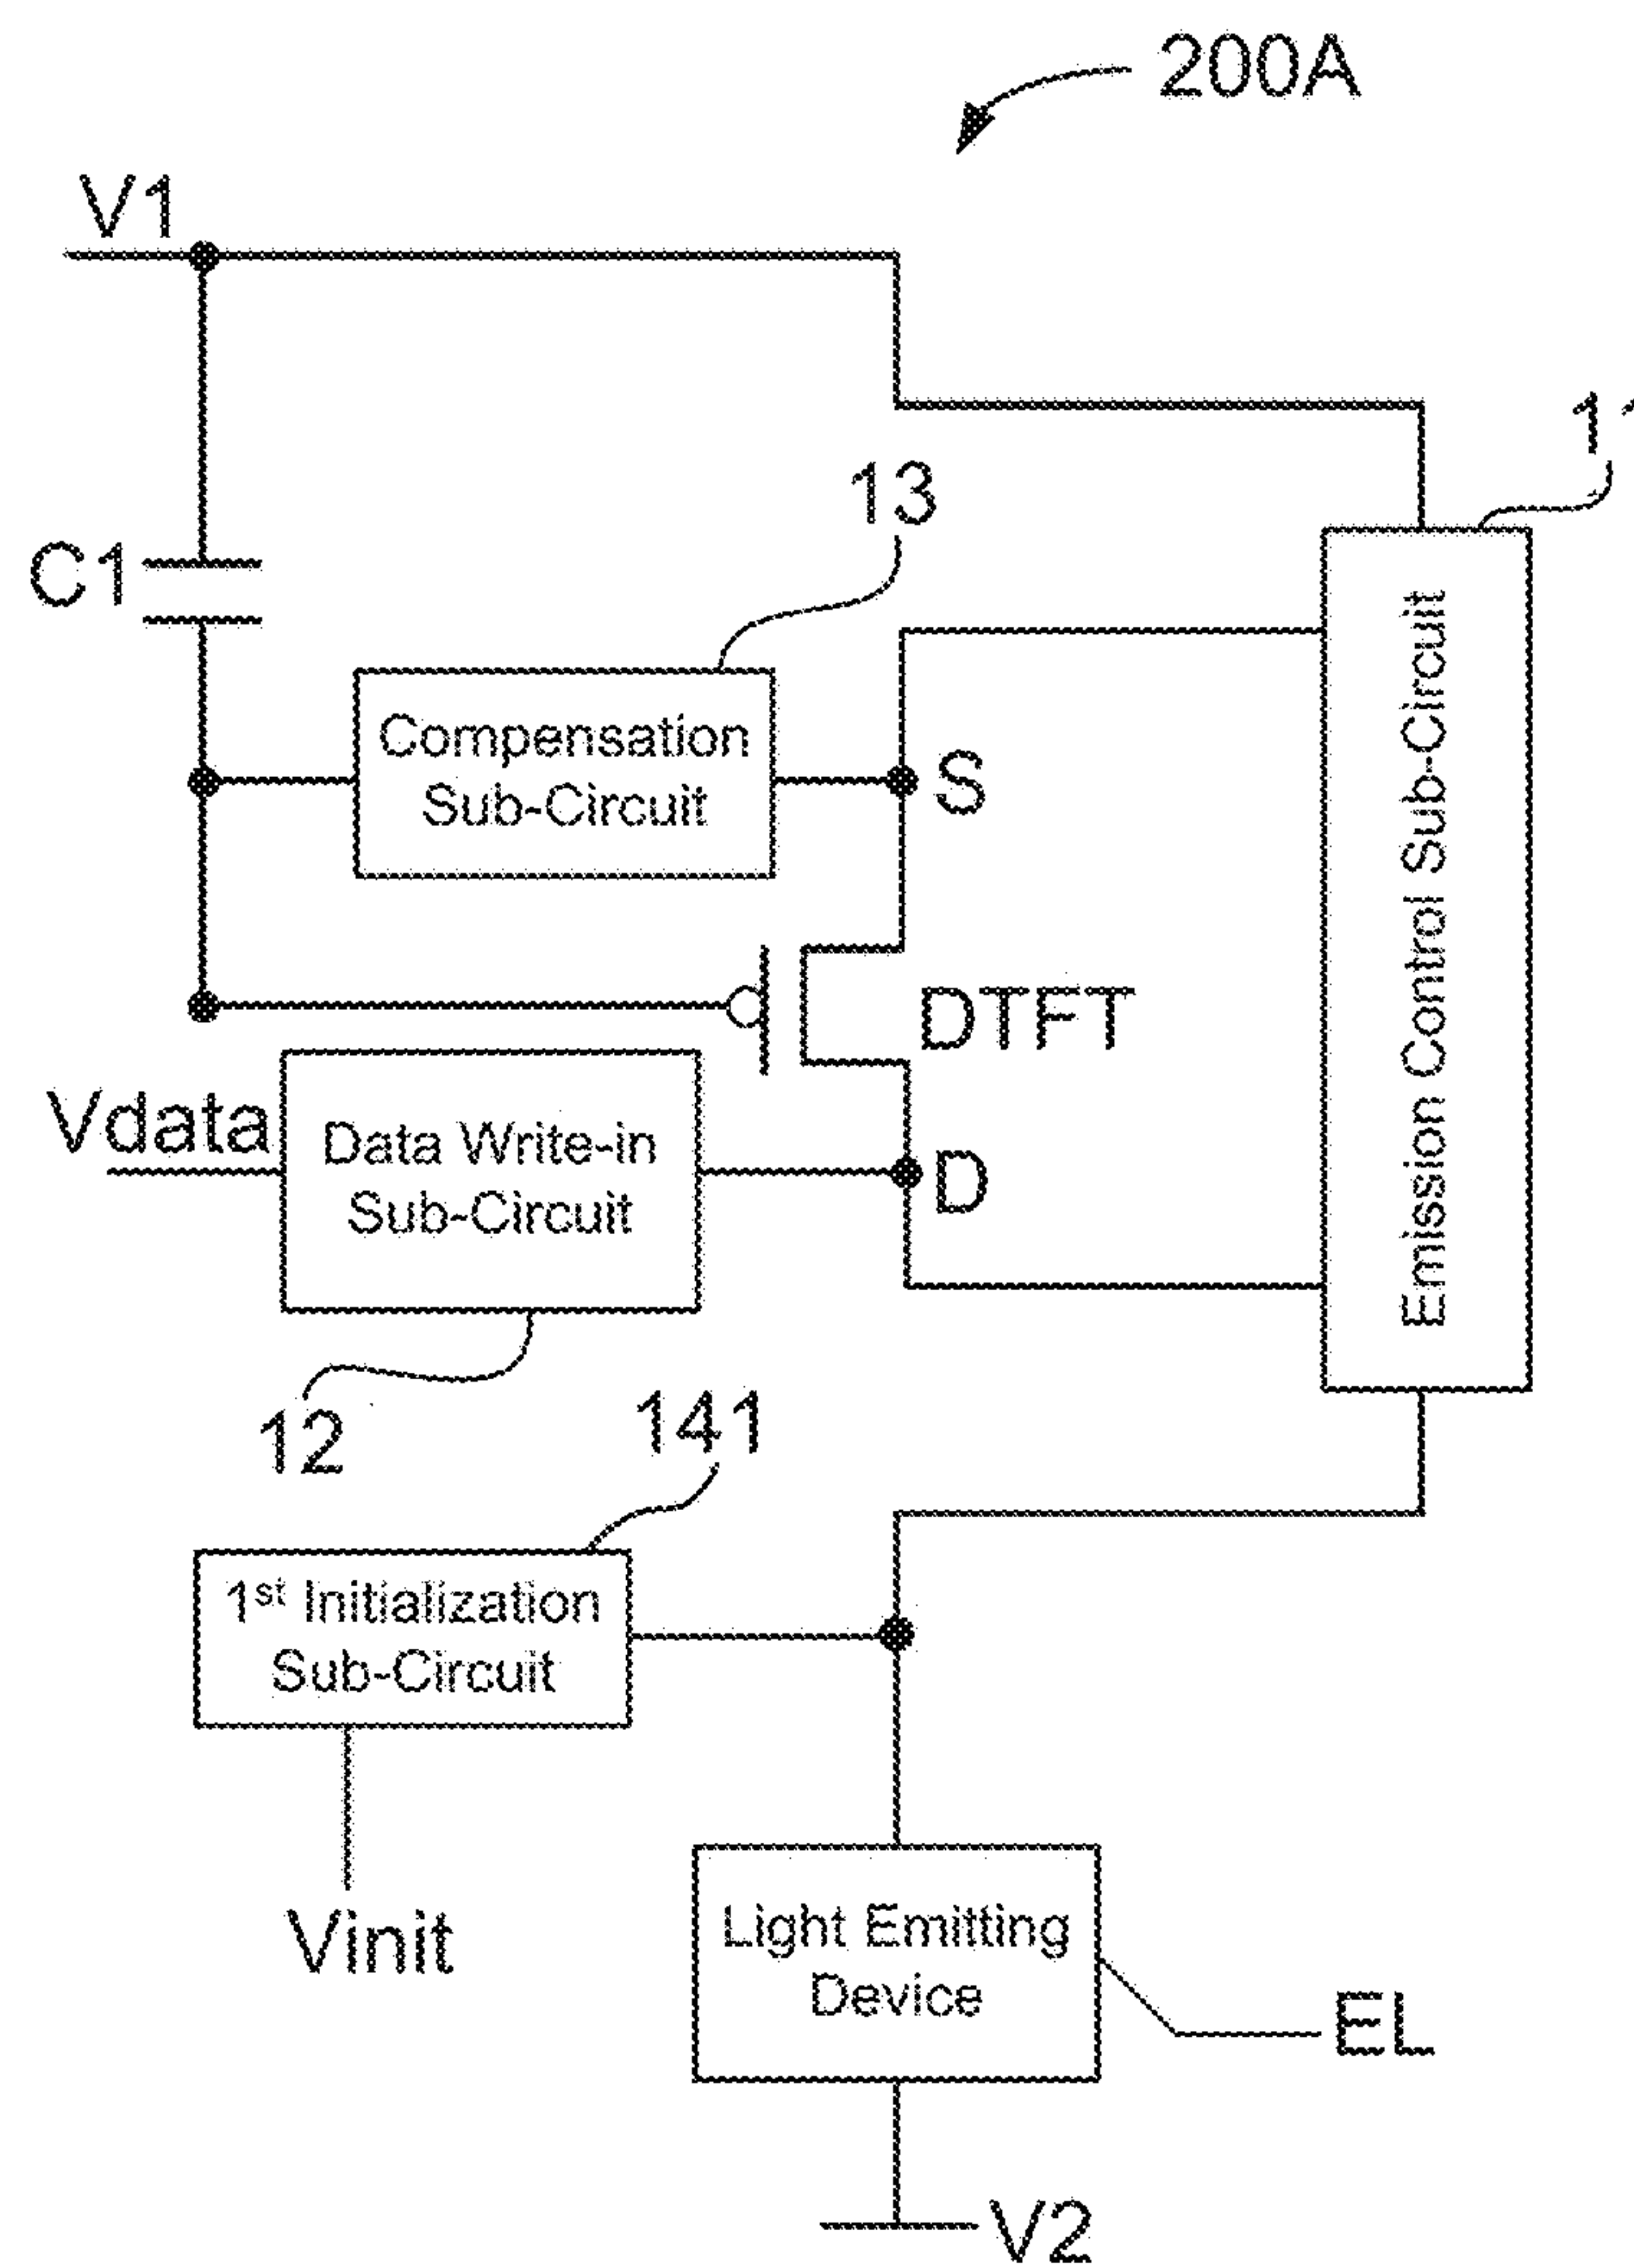 200A
V1
11
13
C1
Compensation
Sub-Circuit
S
Emission Control Sub-Circuit
DTFT
Vdata
Data Write-in
Sub-Circuit
D
12
141
1st Initialization
Sub-Circuit
Vinit
Light Emitting
Device
EL
V2